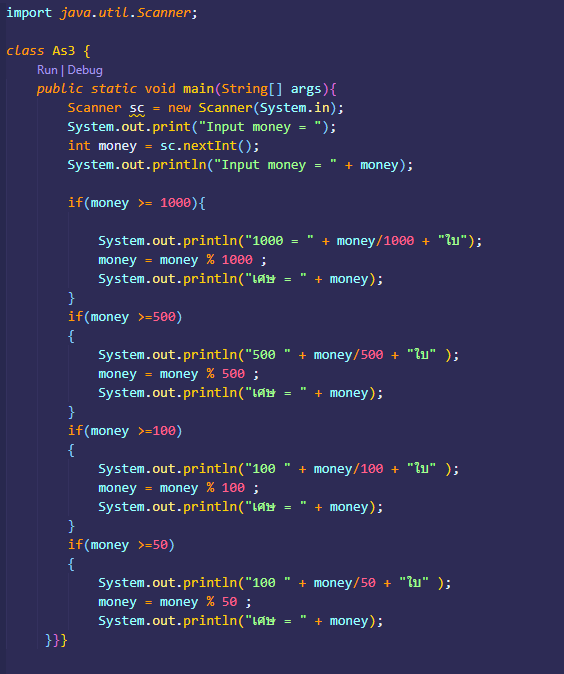 import java.util.Scanner;
class As3 {
Run | Debug
public static void main(String[] args){
Scanner sc = new Scanner(System.in);
System.out.print("Input money = ");
int money = sc.nextInt();
System.out.println("Input money = " + money);
if(money >= 1000){
System.out.println("1000 = " + money/1000 + "ใบ");
money = money % 1000 ;
System.out.println("เศษ = " + money);
}
if(money >=500)
{
System.out.println("500 " + money/500 + "ใบ" );
money = money % 500 ;
System.out.println("เศษ = " + money);
}
if(money >=100)
{
System.out.println("100 " + money/100 + "ใบ" );
money = money % 100 ;
System.out.println("เศษ = " + money);
}
if(money >=50)
{
System.out.println("100 " + money/50 + "ใบ" );
money = money % 50 ;
System.out.println("เศษ = " + money);
}}}